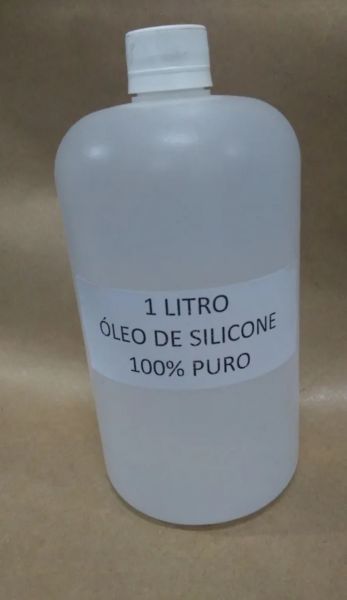 1 LITRO
ÓLEO DE SILICONE
100% PURO